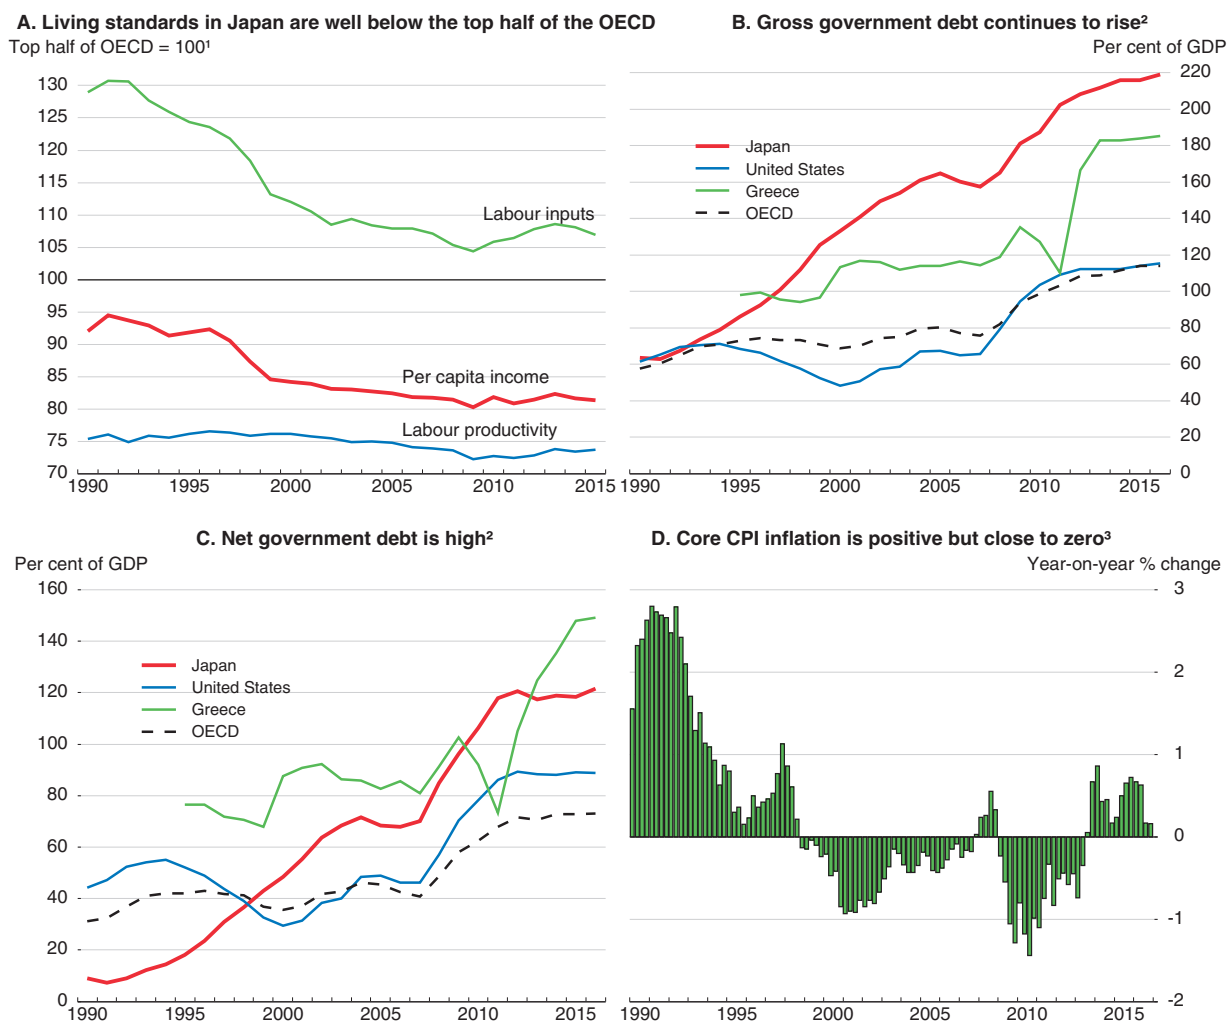 A. Living standards in Japan are well below the top half of the OECD
Top half of OECD = 100¹
130
125
120
115
110
105
100
95
90
85
80
75
70
Labour inputs
Per capita income
Labour productivity
1990 1995 2000 2005 2010 2015
B. Gross government debt continues to rise²
Per cent of GDP
220
200
180
160
140
120
100
80
60
40
20
0
Japan
United States
Greece
OECD
1990 1995 2000 2005 2010 2015
C. Net government debt is high²
Per cent of GDP
160
140
120
100
80
60
40
20
0
Japan
United States
Greece
OECD
1990 1995 2000 2005 2010 2015
D. Core CPI inflation is positive but close to zero³
Year-on-year % change
3
2
1
0
-1
-2
1990 1995 2000 2005 2010 2015